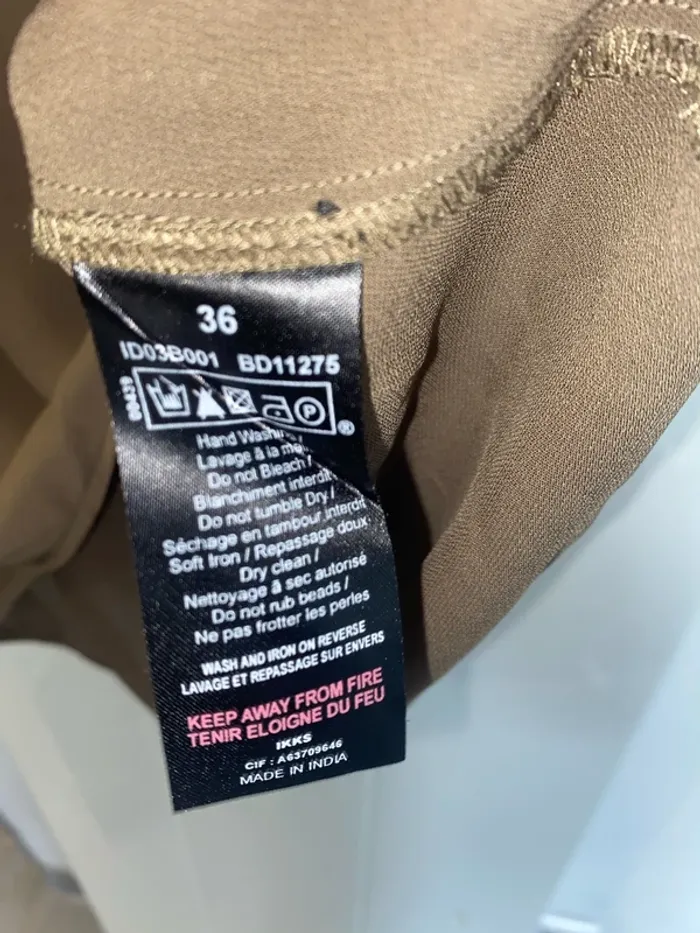 36
ID03B001 BD11275
00439
P
®
Hand Wash /
Lavage à la
Do not Bleach /
Blanchiment interdit
Do not tumble Dry /
Séchage en tambour interdit
Soft Iron / Repassage doux
Dry clean /
Nettoyage à sec autorisé
Do not rub beads /
Ne pas frotter les perles
WASH AND IRON ON REVERSE
LAVAGE ET REPASSAGE SUR ENVERS
KEEP AWAY FROM FIRE
TENIR ELOIGNE DU FEU
IKKS
CIF : A63709646
MADE IN INDIA